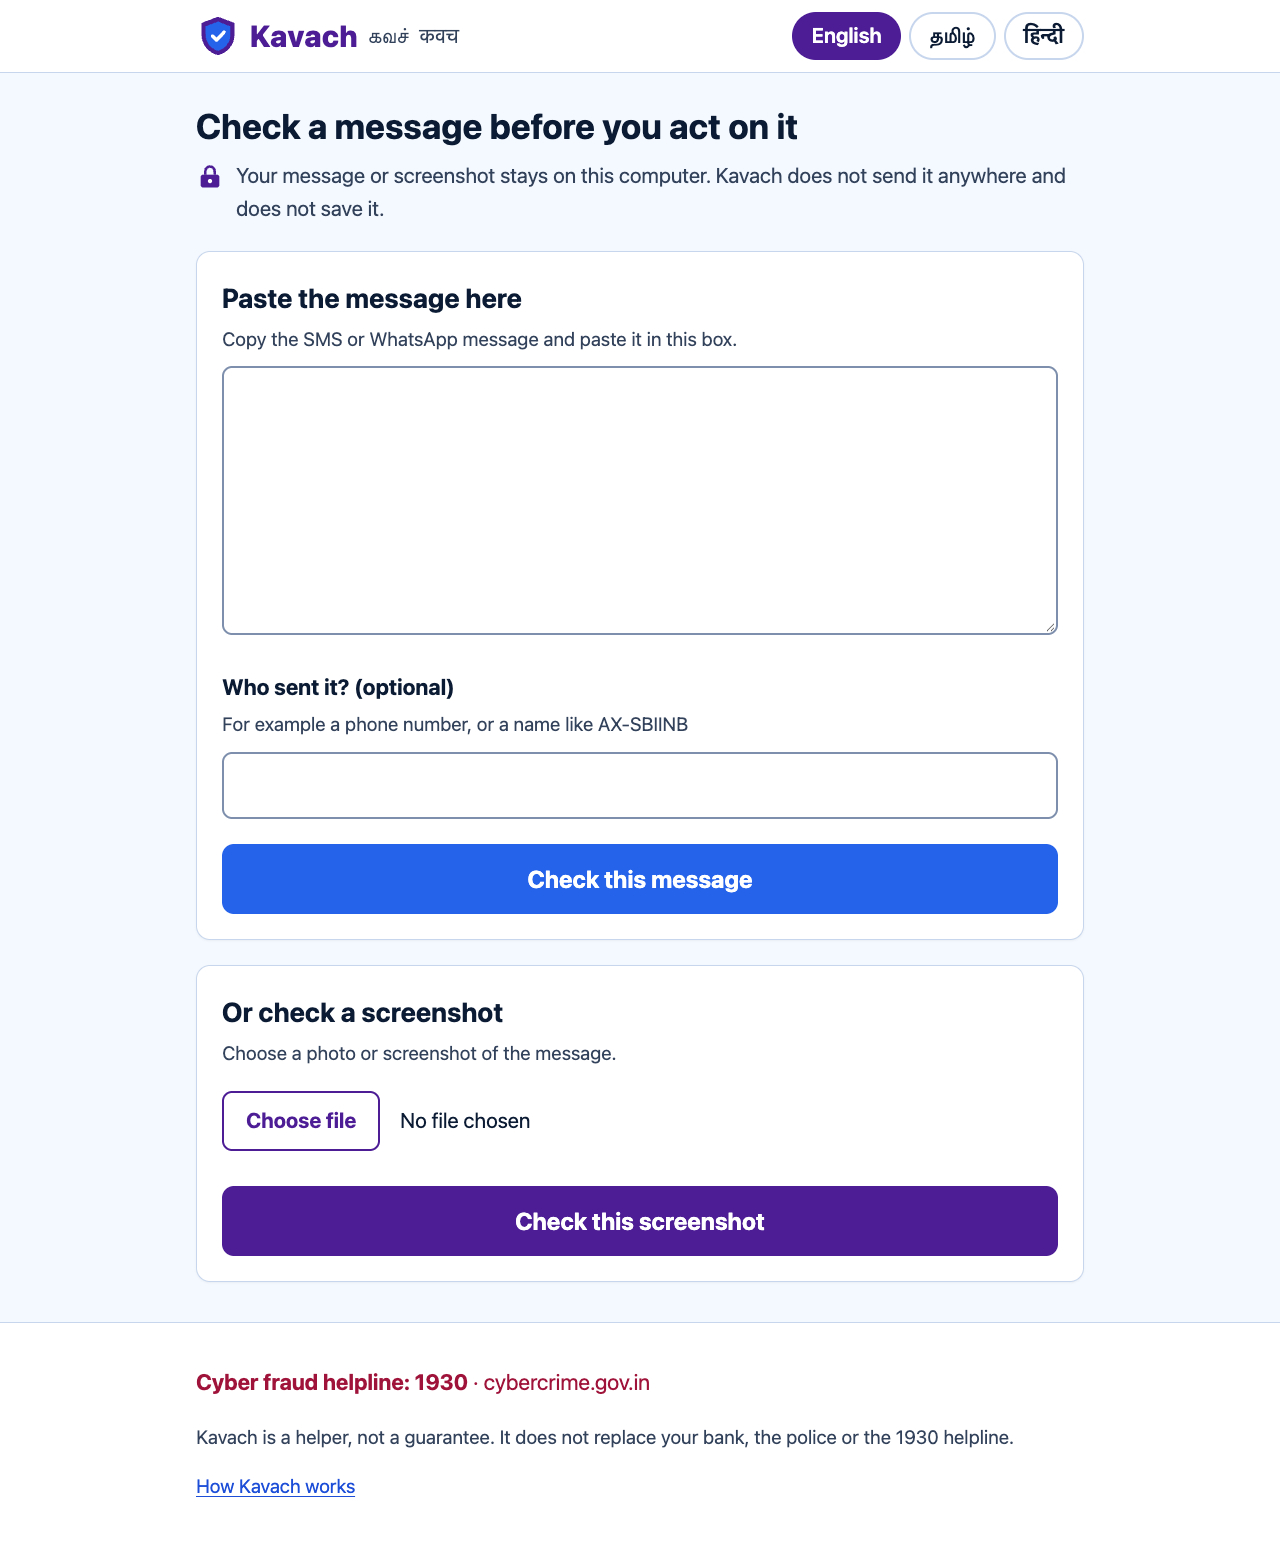 Kavach கவச் कवच
English தமிழ் हिन्दी
Check a message before you act on it
Your message or screenshot stays on this computer. Kavach does not send it anywhere and
does not save it.
Paste the message here
Copy the SMS or WhatsApp message and paste it in this box.
Who sent it? (optional)
For example a phone number, or a name like AX-SBIINB
Check this message
Or check a screenshot
Choose a photo or screenshot of the message.
Choose file No file chosen
Check this screenshot
Cyber fraud helpline: 1930 · cybercrime.gov.in
Kavach is a helper, not a guarantee. It does not replace your bank, the police or the 1930 helpline.
How Kavach works